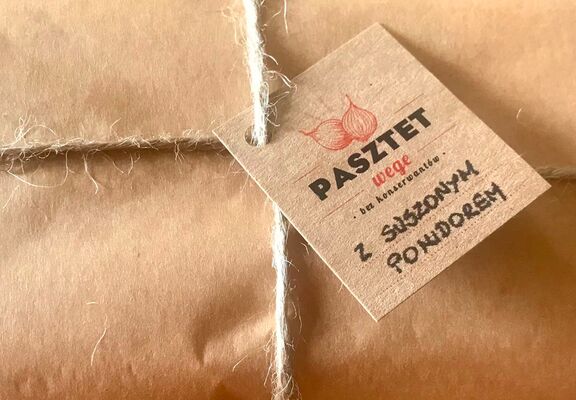 PASZTET
wege
• bez konserwantów •
Z SUSZONYM
POMIDOREM